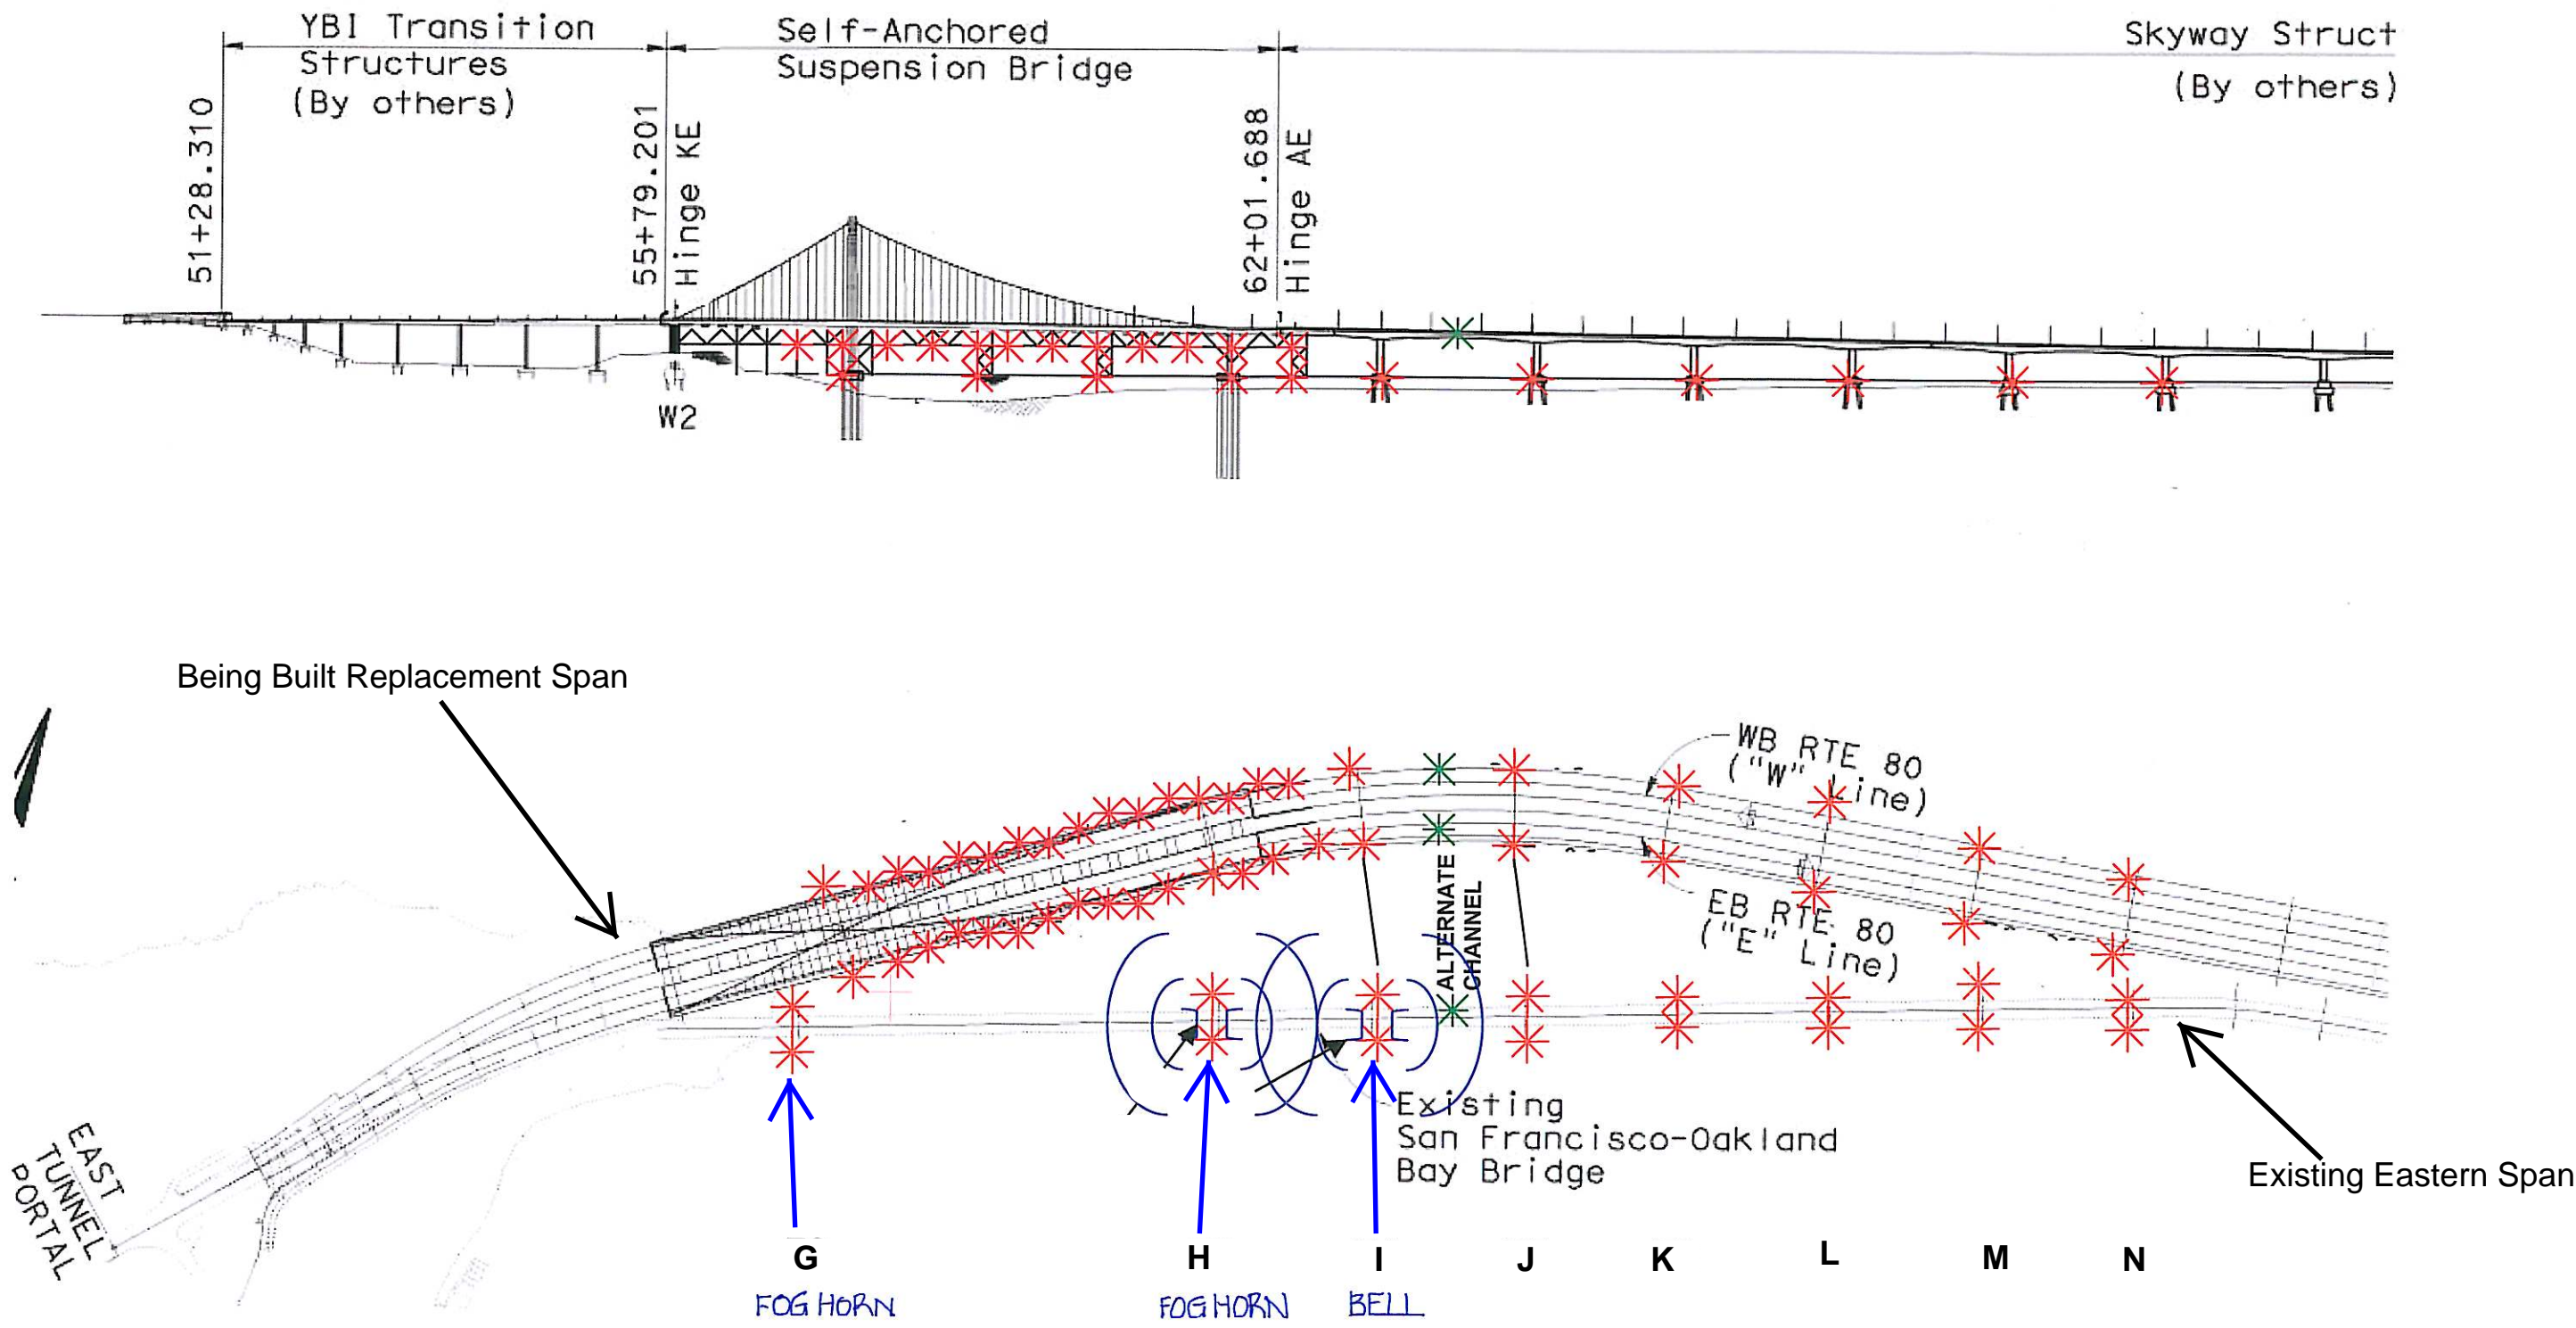 YBI Transition
Structures
(By others)
Self-Anchored
Suspension Bridge
Skyway Struct
(By others)
51+28.310
55+79.201
Hinge KE
62+01.688
Hinge AE
W2
Being Built Replacement Span
WB RTE 80
("W" Line)
EB RTE 80
("E" Line)
ALTERNATE
CHANNEL
Existing
San Francisco-Oakland
Bay Bridge
Existing Eastern Span
EAST
TUNNEL
PORTAL
G
H
I
J
K
L
M
N
FOG HORN
FOG HORN
BELL